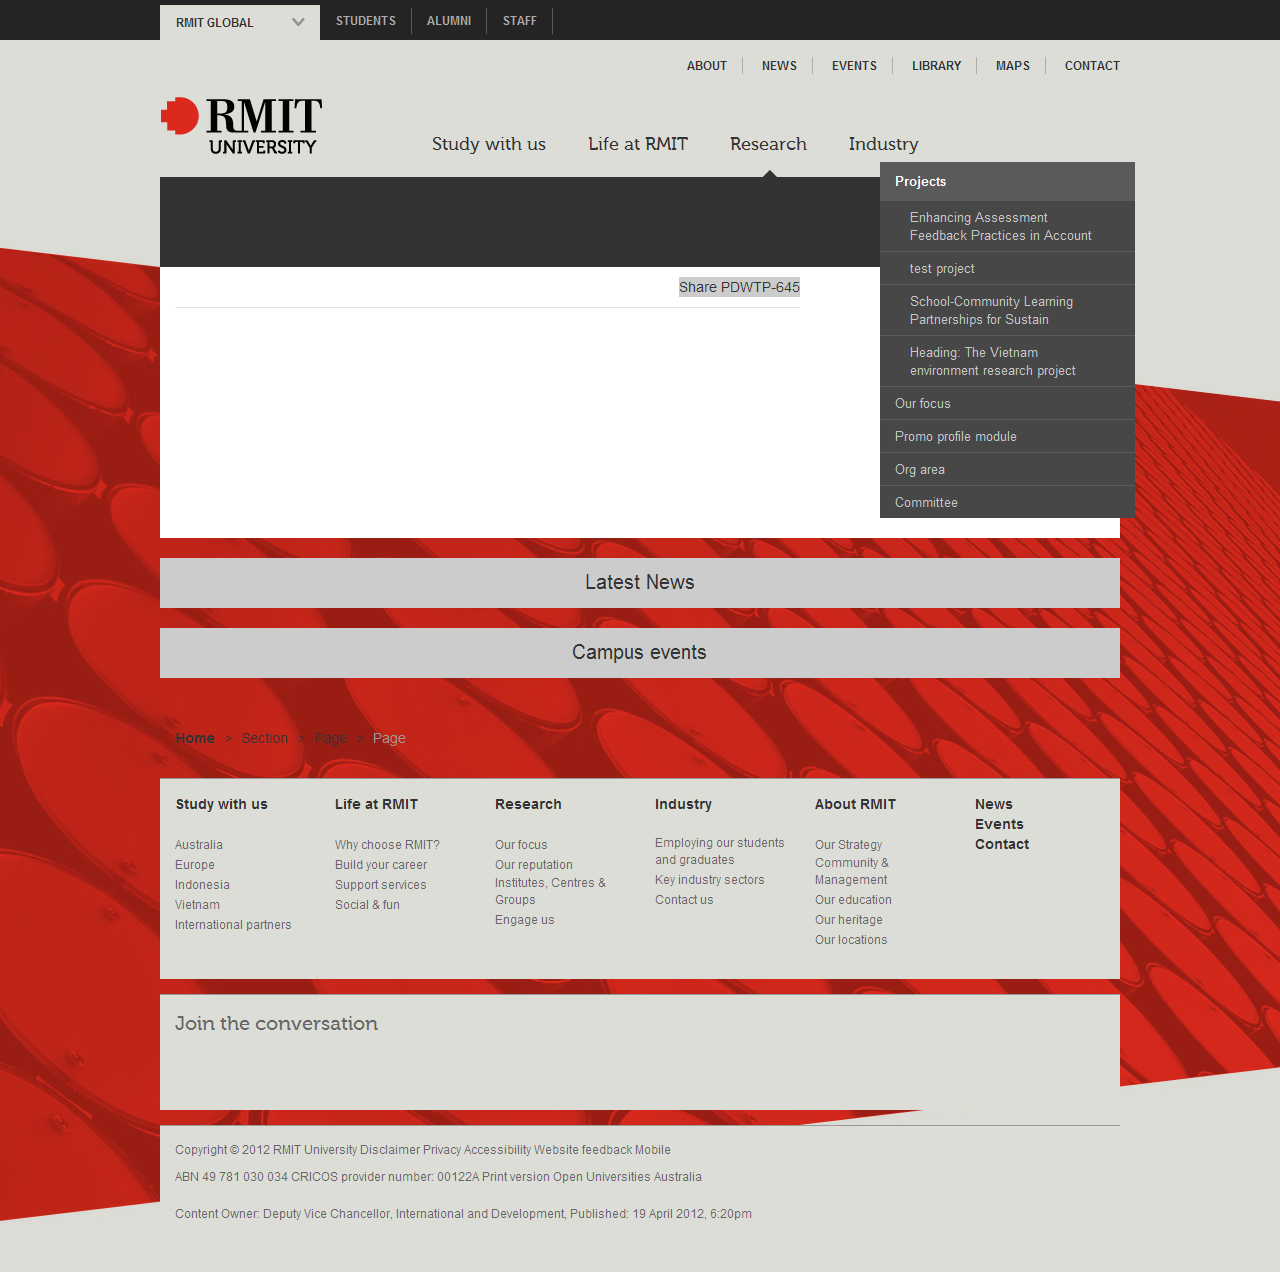 RMIT GLOBAL
STUDENTS
ALUMNI
STAFF
ABOUT
NEWS
EVENTS
LIBRARY
MAPS
CONTACT
RMIT
UNIVERSITY
Study with us
Life at RMIT
Research
Industry
Projects
Enhancing Assessment
Feedback Practices in Account
test project
School-Community Learning
Partnerships for Sustain
Heading: The Vietnam
environment research project
Our focus
Promo profile module
Org area
Committee
Share PDWTP-645
Latest News
Campus events
Home > Section > Page > Page
Study with us
Australia
Europe
Indonesia
Vietnam
International partners
Life at RMIT
Why choose RMIT?
Build your career
Support services
Social & fun
Research
Our focus
Our reputation
Institutes, Centres &
Groups
Engage us
Industry
Employing our students
and graduates
Key industry sectors
Contact us
About RMIT
Our Strategy
Community &
Management
Our education
Our heritage
Our locations
News
Events
Contact
Join the conversation
Copyright © 2012 RMIT University Disclaimer Privacy Accessibility Website feedback Mobile
ABN 49 781 030 034 CRICOS provider number: 00122A Print version Open Universities Australia
Content Owner: Deputy Vice Chancellor, International and Development, Published: 19 April 2012, 6:20pm